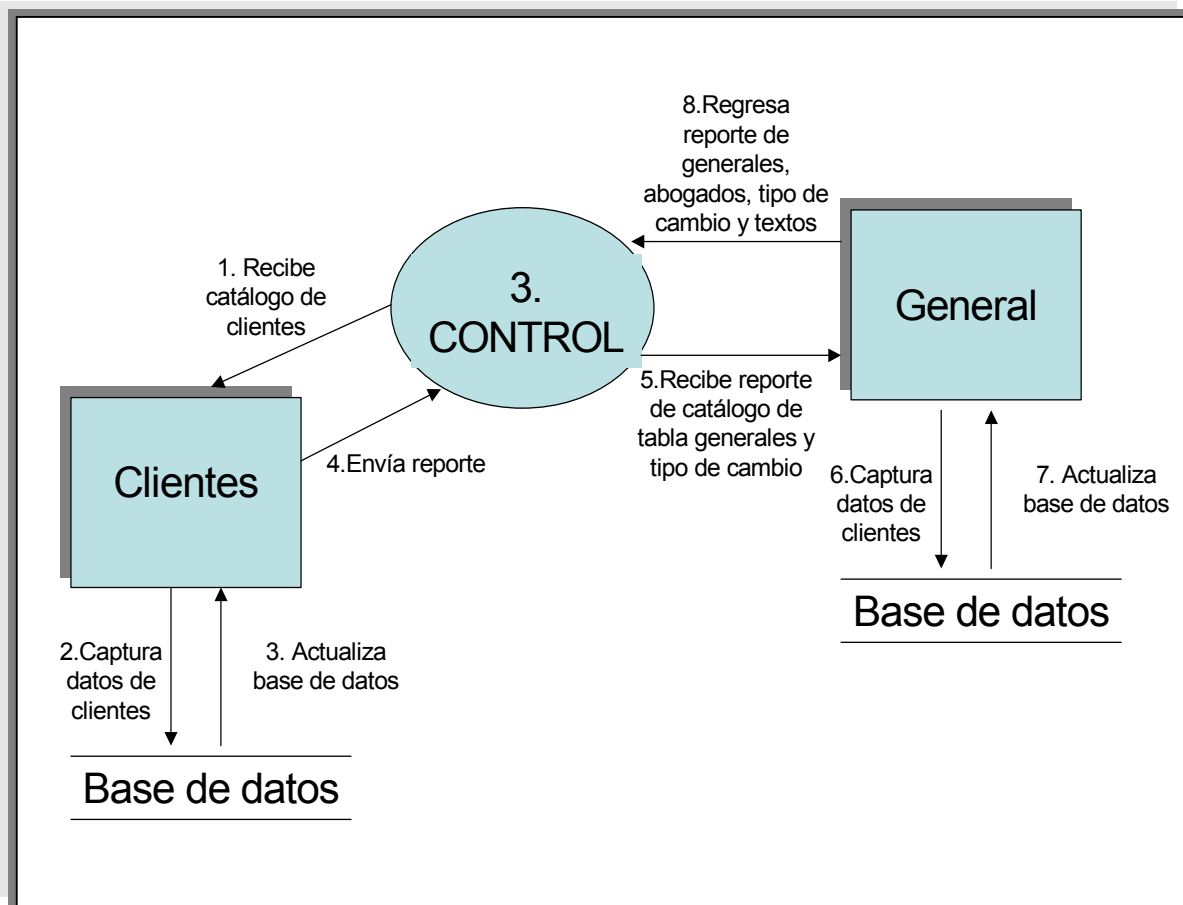 8.Regresa
reporte de
generales,
abogados, tipo de
cambio y textos
1. Recibe
catálogo de
clientes
3.
CONTROL
General
5.Recibe reporte
de catálogo de
tabla generales y
tipo de cambio
Clientes
4.Envía reporte
6.Captura
datos de
clientes
7. Actualiza
base de datos
Base de datos
2.Captura
datos de
clientes
3. Actualiza
base de datos
Base de datos